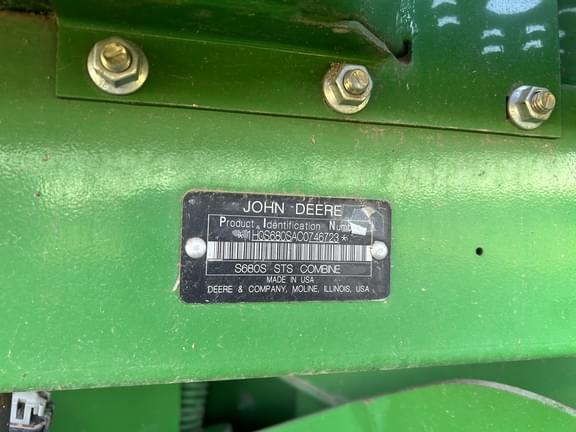 JOHN DEERE
Product Identification Number
*1H0S680SAC0746723*
S680S STS COMBINE
MADE IN USA
DEERE & COMPANY, MOLINE, ILLINOIS, USA